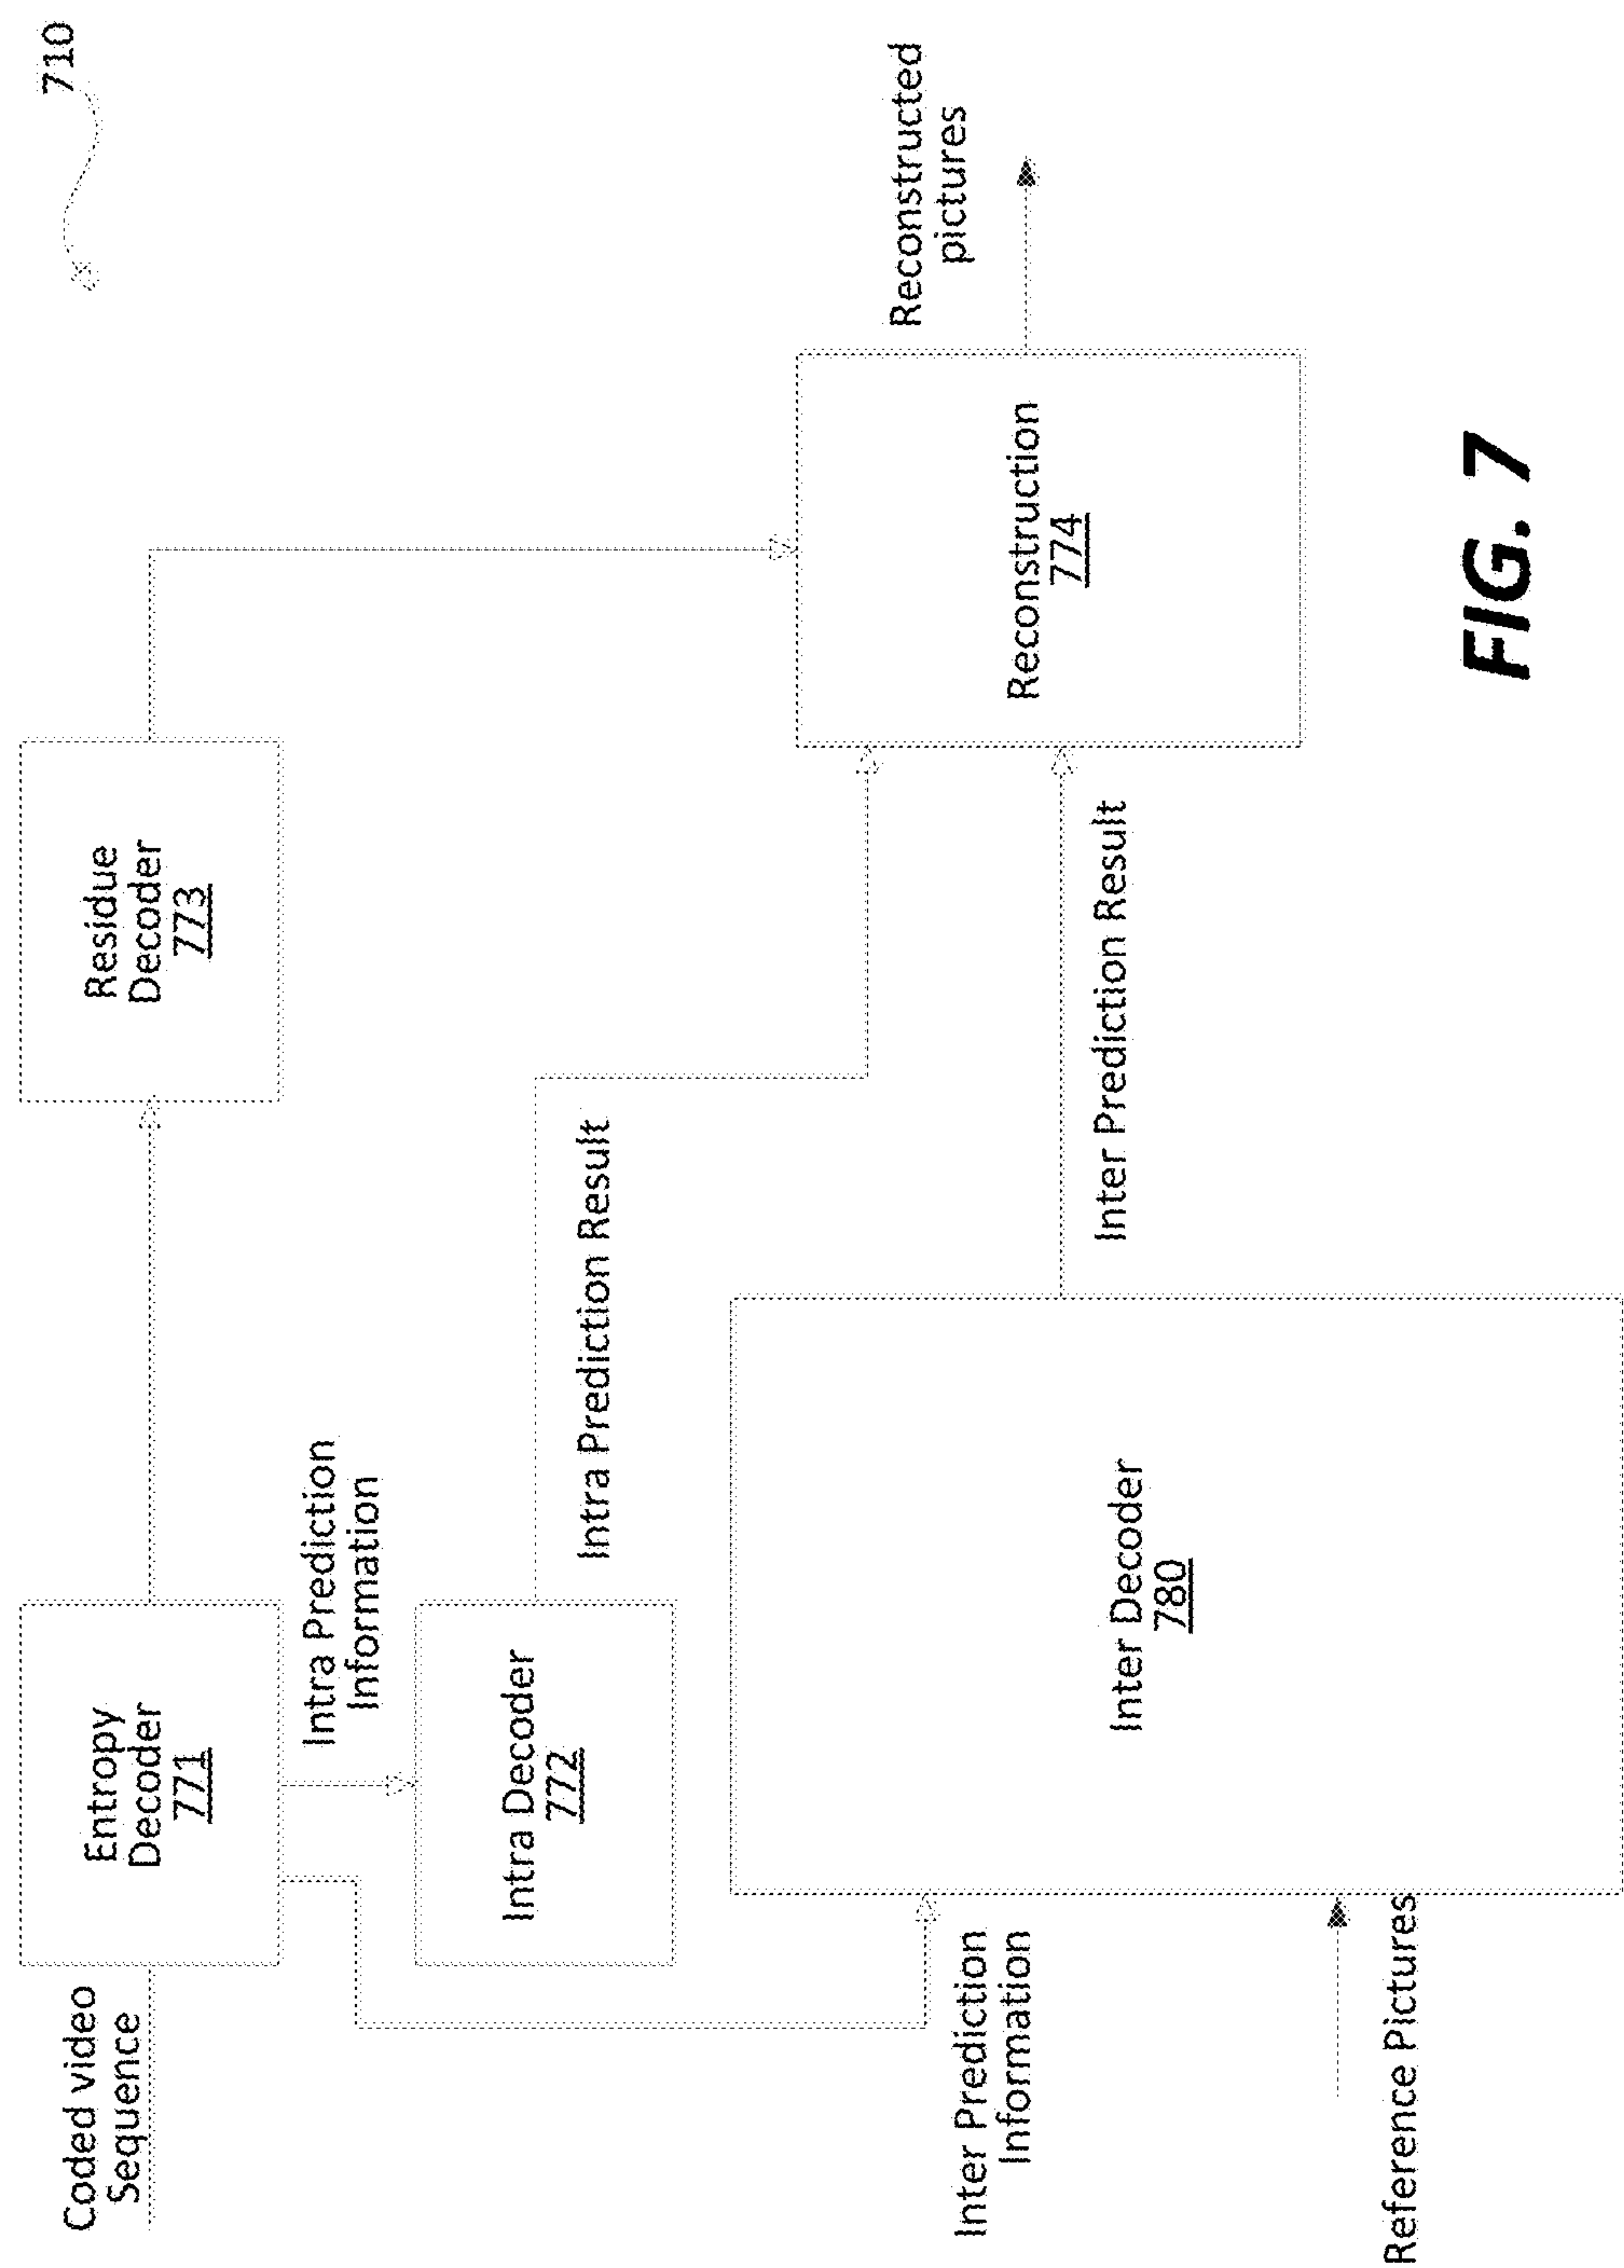 710
Coded video
Sequence
Entropy
Decoder
771
Residue
Decoder
773
Intra Prediction
Information
Intra Decoder
772
Intra Prediction Result
Reconstructed
pictures
Reconstruction
774
Inter Prediction
Information
Inter Decoder
780
Inter Prediction Result
Reference Pictures
FIG. 7